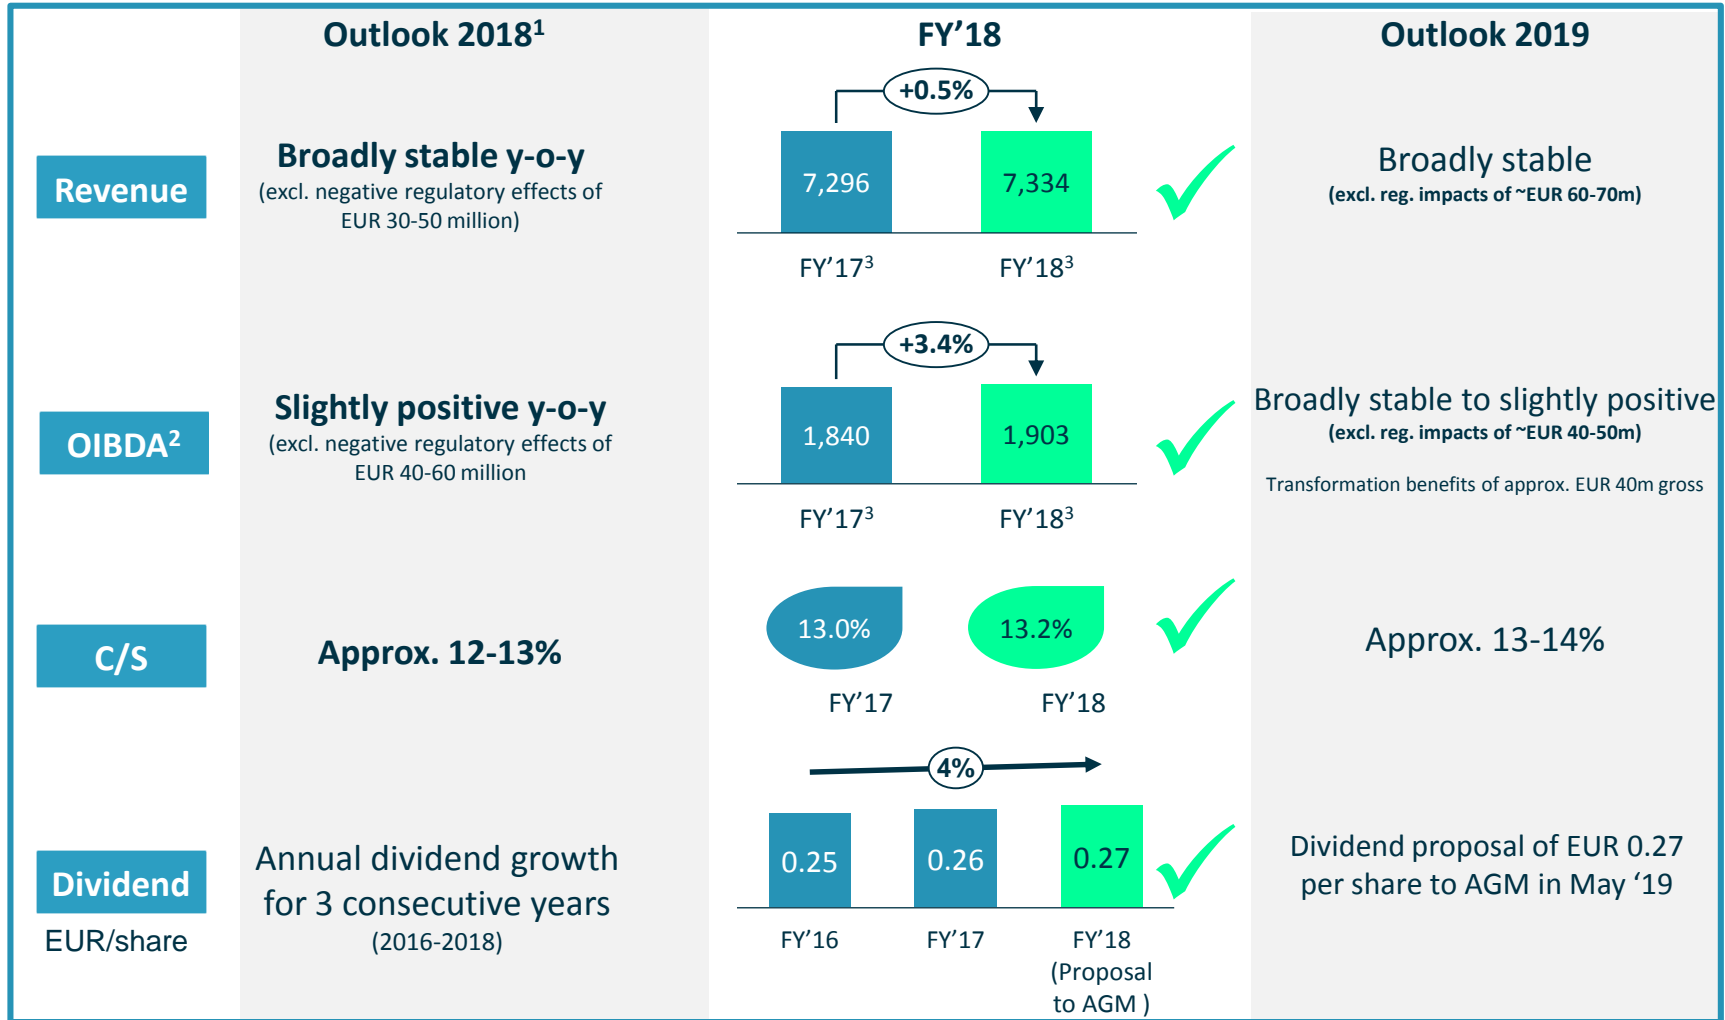 Outlook 2018¹
FY’18
Outlook 2019
Revenue
Broadly stable y-o-y
(excl. negative regulatory effects of
EUR 30-50 million)
+0.5%
7,296
7,334
FY’17³
FY’18³
Broadly stable
(excl. reg. impacts of ~EUR 60-70m)
OIBDA²
Slightly positive y-o-y
(excl. negative regulatory effects of
EUR 40-60 million
+3.4%
1,840
1,903
FY’17³
FY’18³
Broadly stable to slightly positive
(excl. reg. impacts of ~EUR 40-50m)
Transformation benefits of approx. EUR 40m gross
C/S
Approx. 12-13%
13.0%
13.2%
FY’17
FY’18
Approx. 13-14%
Dividend
EUR/share
Annual dividend growth
for 3 consecutive years
(2016-2018)
4%
0.25
0.26
0.27
FY’16
FY’17
FY’18
(Proposal
to AGM )
Dividend proposal of EUR 0.27
per share to AGM in May ‘19